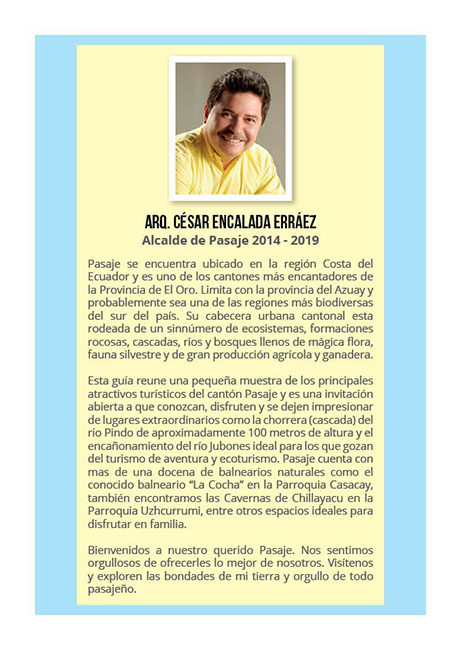 ARQ. CÉSAR ENCALADA ERRÁEZ
Alcalde de Pasaje 2014 - 2019
Pasaje se encuentra ubicado en la región Costa del
Ecuador y es uno de los cantones más encantadores de
la Provincia de El Oro. Limita con la provincia del Azuay y
probablemente sea una de las regiones más biodiversas
del sur del país. Su cabecera urbana cantonal esta
rodeada de un sinnúmero de ecosistemas, formaciones
rocosas, cascadas, ríos y bosques llenos de mágica flora,
fauna silvestre y de gran producción agrícola y ganadera.
Esta guía reune una pequeña muestra de los principales
atractivos turísticos del cantón Pasaje y es una invitación
abierta a que conozcan, disfruten y se dejen impresionar
de lugares extraordinarios como la chorrera (cascada) del
río Pindo de aproximadamente 100 metros de altura y el
encañonamiento del río Jubones ideal para los que gozan
del turismo de aventura y ecoturismo. Pasaje cuenta con
mas de una docena de balnearios naturales como el
conocido balneario “La Cocha” en la Parroquia Casacay,
también encontramos las Cavernas de Chillayacu en la
Parroquia Uzhcurrumi, entre otros espacios ideales para
disfrutar en familia.
Bienvenidos a nuestro querido Pasaje. Nos sentimos
orgullosos de ofrecerles lo mejor de nosotros. Visítenos
y exploren las bondades de mi tierra y orgullo de todo
pasajeño.